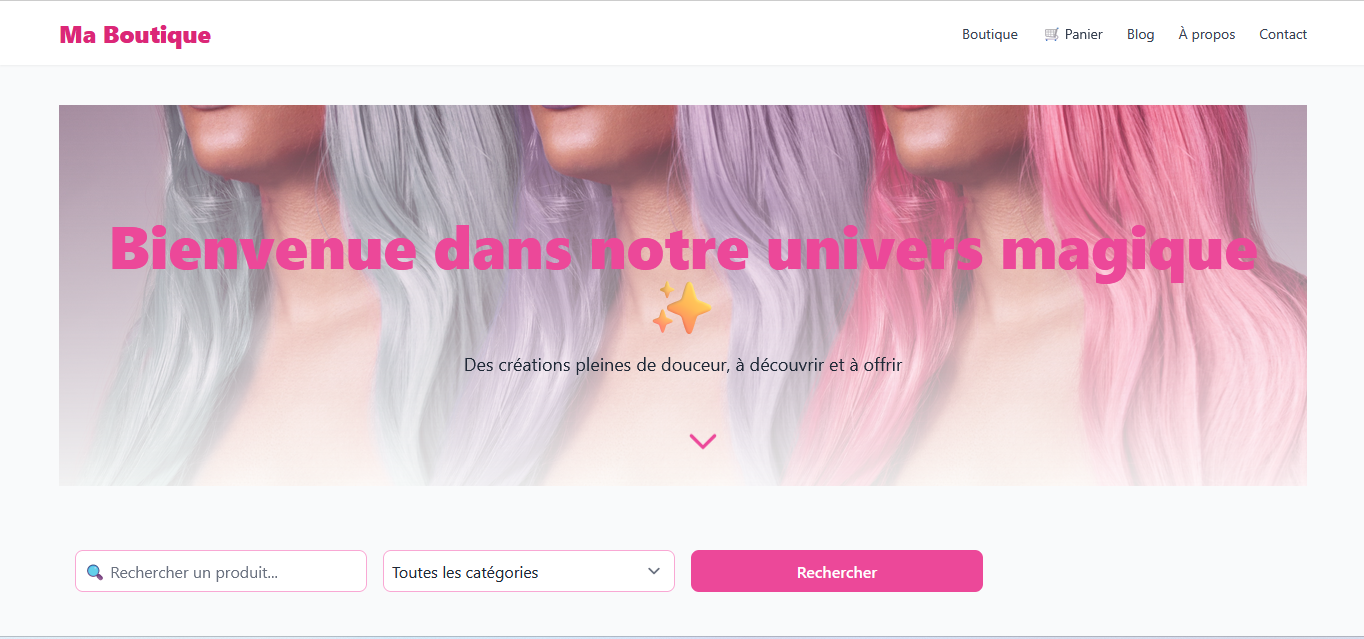 Ma Boutique
Boutique 🛒 Panier Blog À propos Contact
Bienvenue dans notre univers magique
✨
Des créations pleines de douceur, à découvrir et à offrir
🔍 Rechercher un produit...
Toutes les catégories
Rechercher